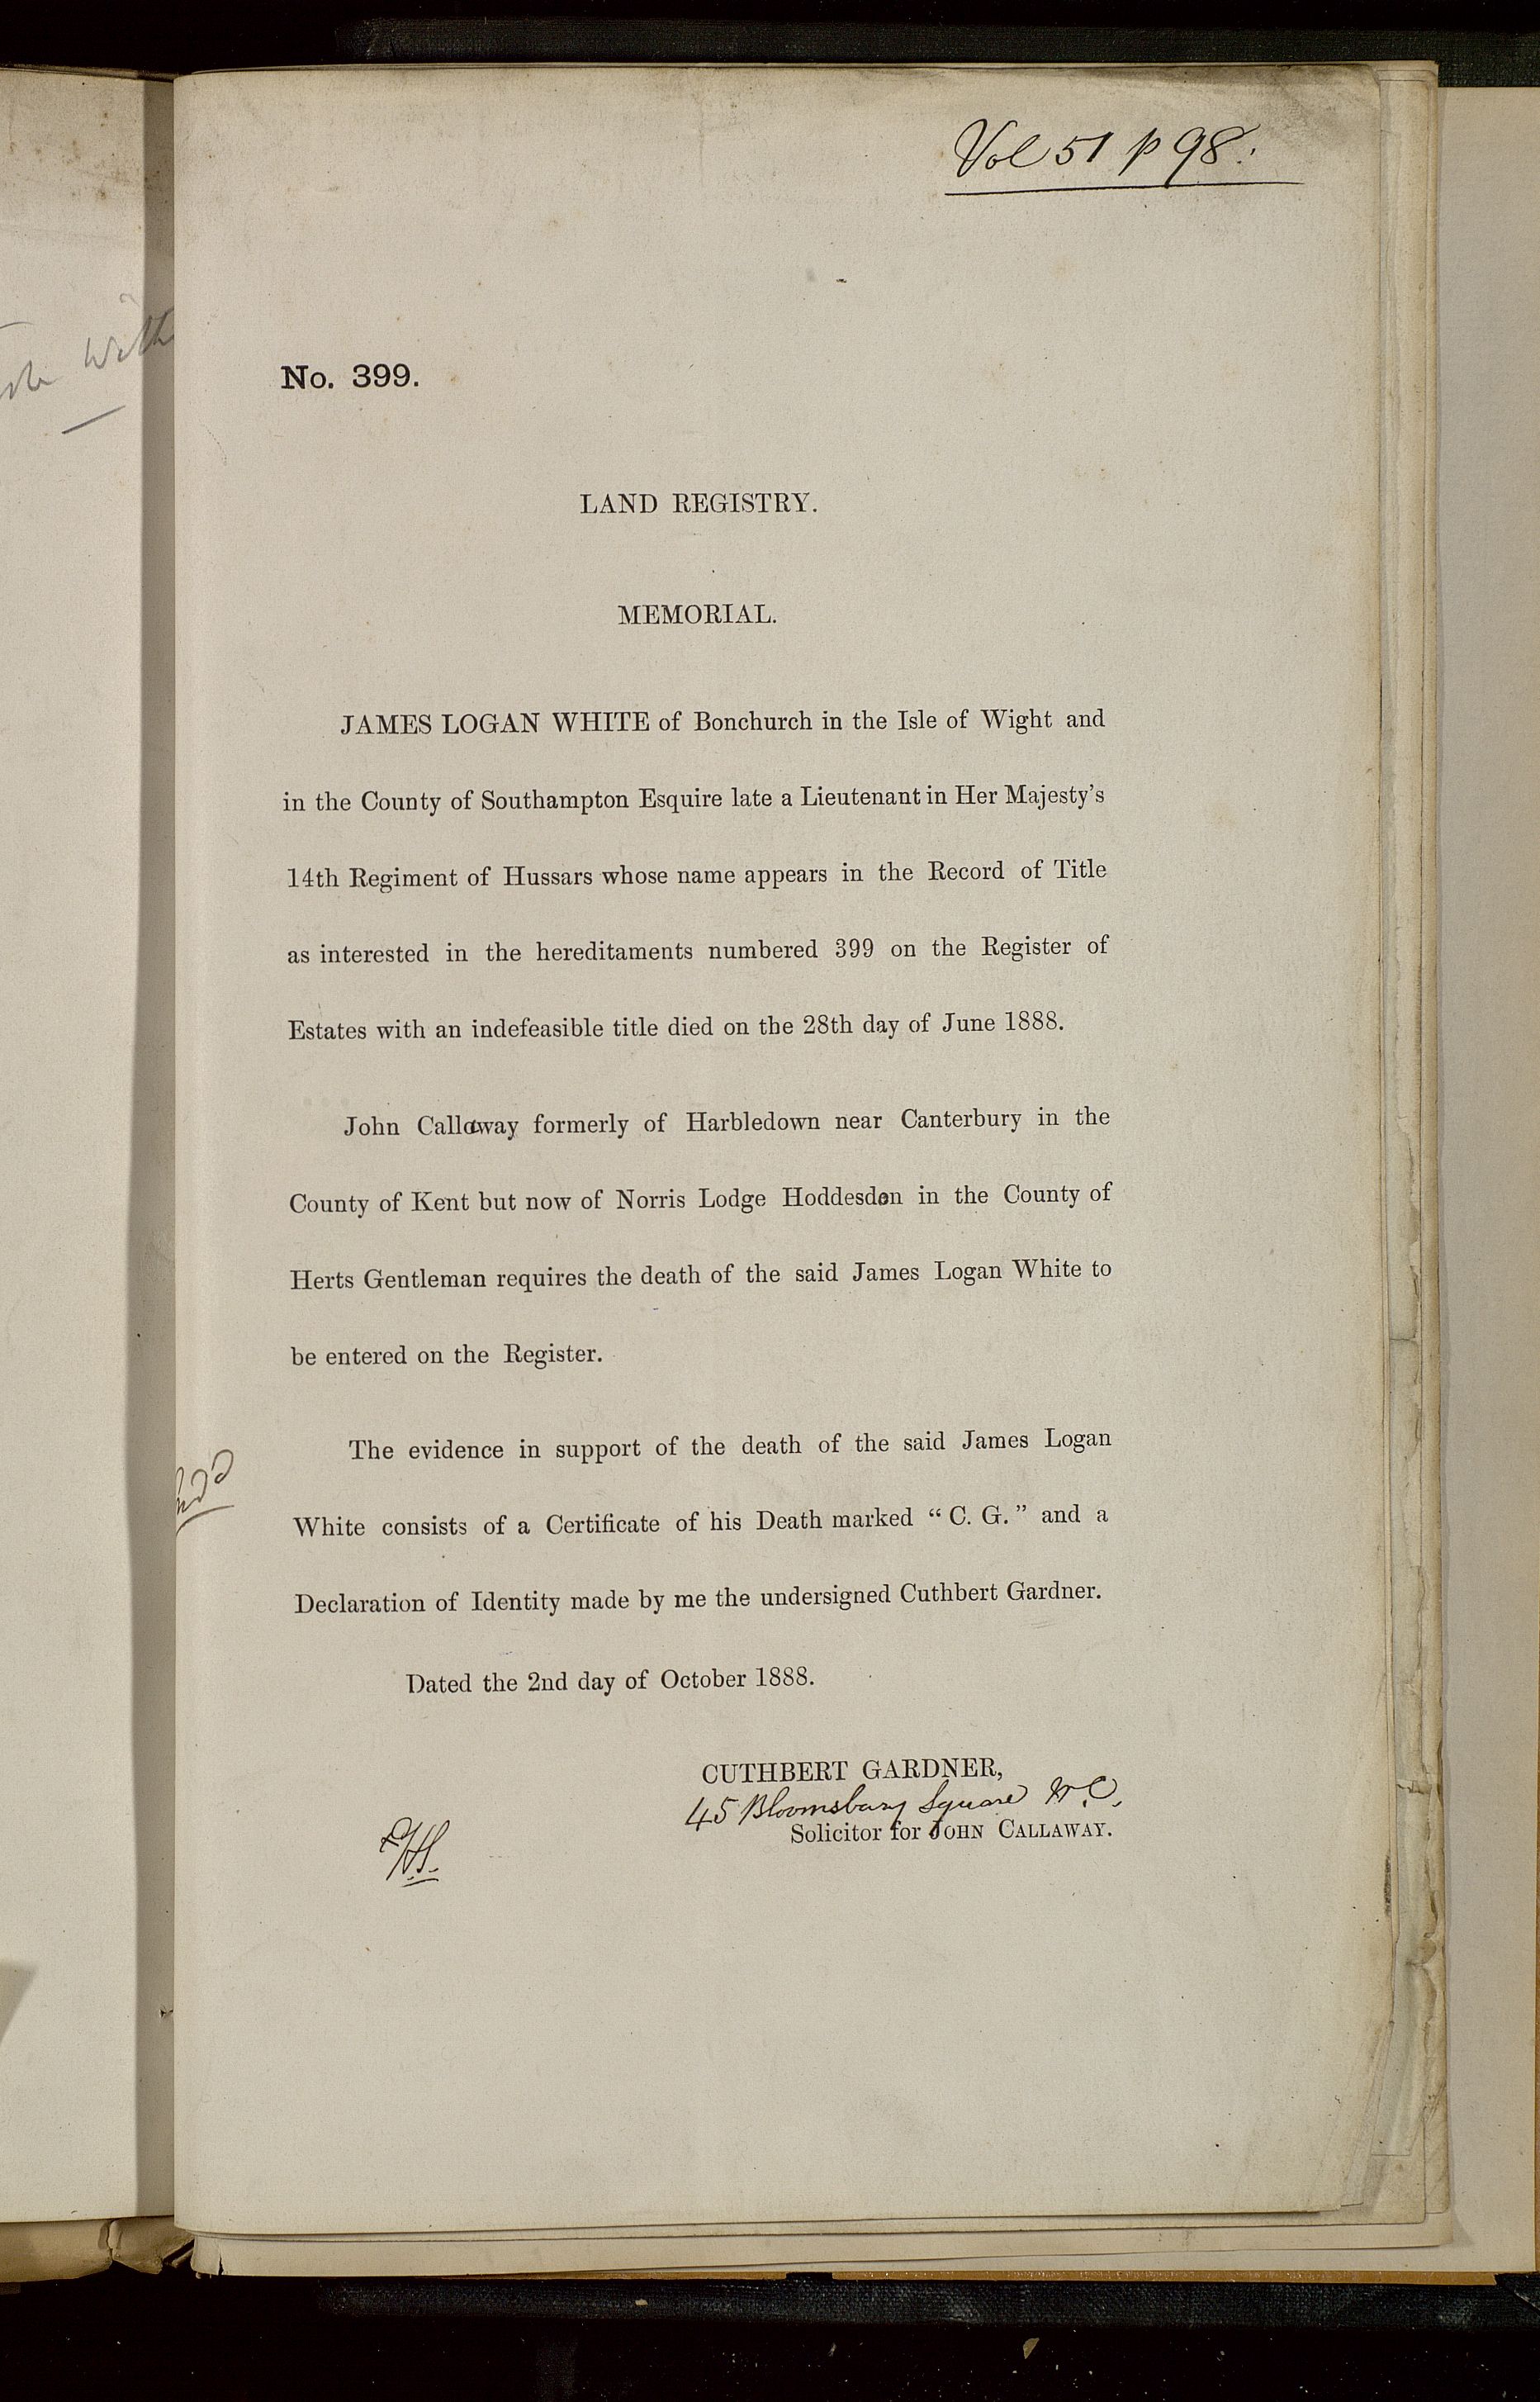 Vol 51 p 98.
No. 399.
LAND REGISTRY.
MEMORIAL.
JAMES LOGAN WHITE of Bonchurch in the Isle of Wight and
in the County of Southampton Esquire late a Lieutenant in Her Majesty's
14th Regiment of Hussars whose name appears in the Record of Title
as interested in the hereditaments numbered 399 on the Register of
Estates with an indefeasible title died on the 28th day of June 1888.
John Callaway formerly of Harbledown near Canterbury in the
County of Kent but now of Norris Lodge Hoddesdon in the County of
Herts Gentleman requires the death of the said James Logan White to
be entered on the Register.
The evidence in support of the death of the said James Logan
White consists of a Certificate of his Death marked “C. G.” and a
Declaration of Identity made by me the undersigned Cuthbert Gardner.
Dated the 2nd day of October 1888.
CUTHBERT GARDNER,
45 Bloomsbury Square W.C.
Solicitor for JOHN CALLAWAY.